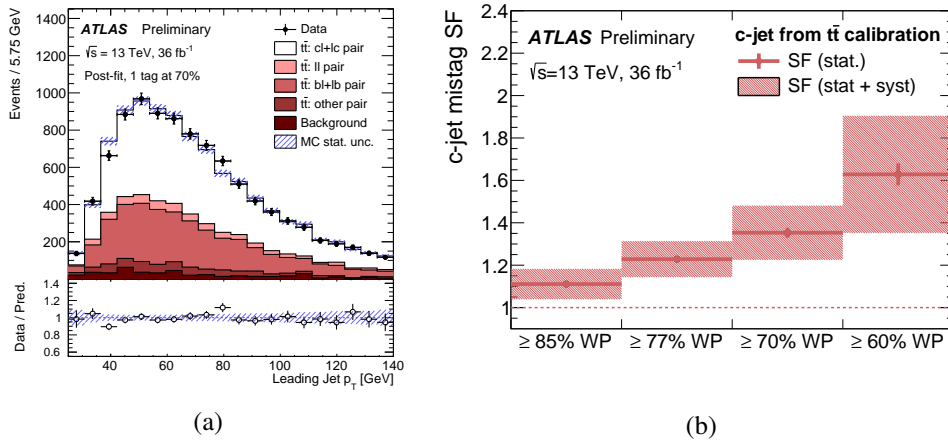 Events / 5.75 GeV
1400
1200
1000
800
600
400
200
ATLAS Preliminary
√s = 13 TeV, 36 fb⁻¹
Post-fit, 1 tag at 70%
Data
tt̄: cl+lc pair
tt̄: ll pair
tt̄: bl+lb pair
tt̄: other pair
Background
MC stat. unc.
Data / Pred.
1.4
1.2
1
0.8
0.6
40 60 80 100 120 140
Leading Jet p_T [GeV]
(a)
c-jet mistag SF
2.4
2.2
2
1.8
1.6
1.4
1.2
1
ATLAS Preliminary
√s=13 TeV, 36 fb⁻¹
c-jet from tt̄ calibration
SF (stat.)
SF (stat + syst)
≥ 85% WP ≥ 77% WP ≥ 70% WP ≥ 60% WP
(b)